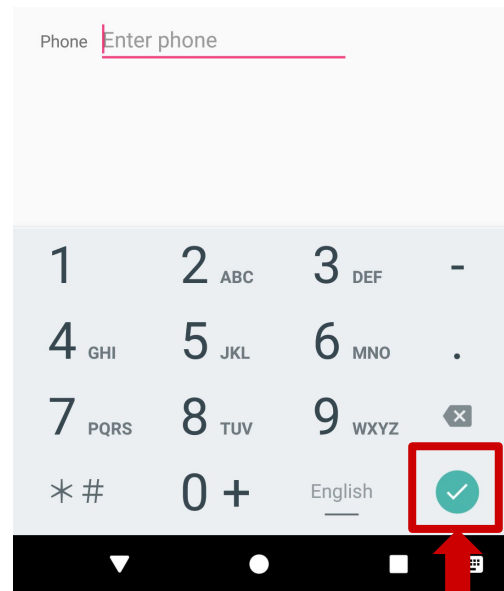 Phone Enter phone
1 2 ABC 3 DEF -
4 GHI 5 JKL 6 MNO .
7 PQRS 8 TUV 9 WXYZ
*# 0 + English